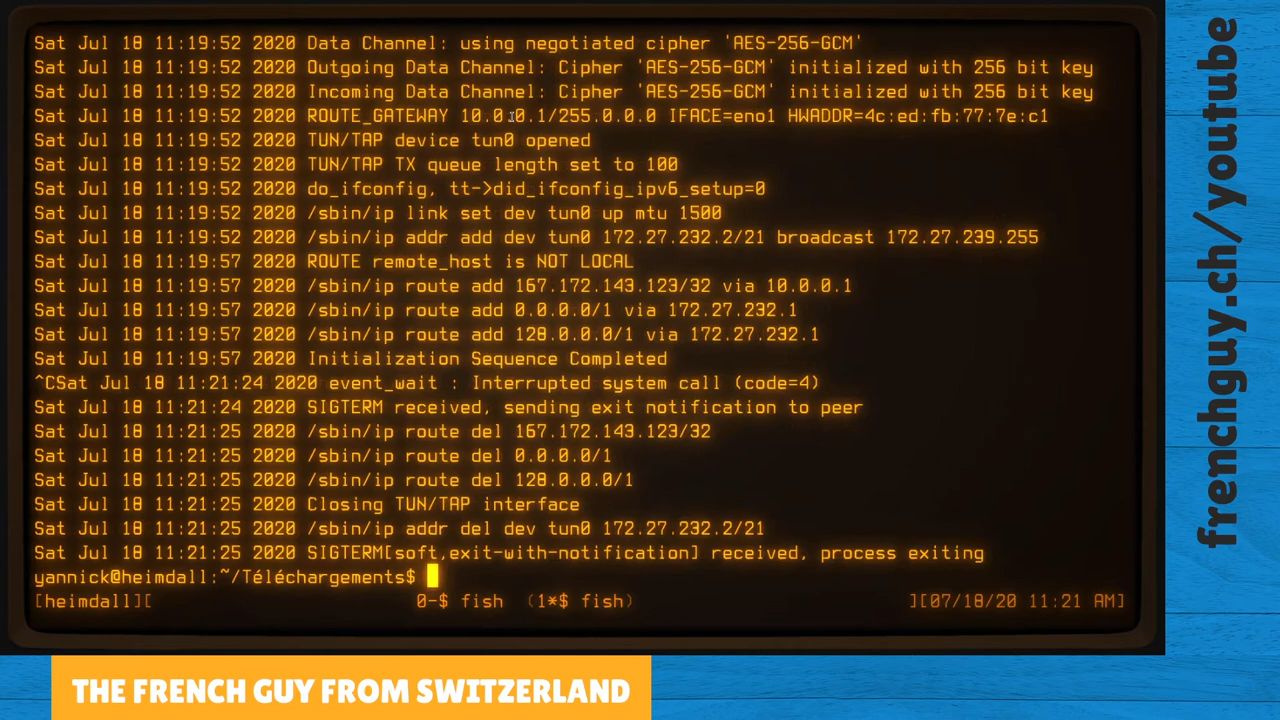 Sat Jul 18 11:19:52 2020 Data Channel: using negotiated cipher 'AES-256-GCM'
Sat Jul 18 11:19:52 2020 Outgoing Data Channel: Cipher 'AES-256-GCM' initialized with 256 bit key
Sat Jul 18 11:19:52 2020 Incoming Data Channel: Cipher 'AES-256-GCM' initialized with 256 bit key
Sat Jul 18 11:19:52 2020 ROUTE_GATEWAY 10.0.0.1/255.0.0.0 IFACE=eno1 HWADDR=4c:ed:fb:77:7e:c1
Sat Jul 18 11:19:52 2020 TUN/TAP device tun0 opened
Sat Jul 18 11:19:52 2020 TUN/TAP TX queue length set to 100
Sat Jul 18 11:19:52 2020 do_ifconfig, tt->did_ifconfig_ipv6_setup=0
Sat Jul 18 11:19:52 2020 /sbin/ip link set dev tun0 up mtu 1500
Sat Jul 18 11:19:52 2020 /sbin/ip addr add dev tun0 172.27.232.2/21 broadcast 172.27.239.255
Sat Jul 18 11:19:57 2020 ROUTE remote_host is NOT LOCAL
Sat Jul 18 11:19:57 2020 /sbin/ip route add 167.172.143.123/32 via 10.0.0.1
Sat Jul 18 11:19:57 2020 /sbin/ip route add 0.0.0.0/1 via 172.27.232.1
Sat Jul 18 11:19:57 2020 /sbin/ip route add 128.0.0.0/1 via 172.27.232.1
Sat Jul 18 11:19:57 2020 Initialization Sequence Completed
^CSat Jul 18 11:21:24 2020 event_wait : Interrupted system call (code=4)
Sat Jul 18 11:21:24 2020 SIGTERM received, sending exit notification to peer
Sat Jul 18 11:21:25 2020 /sbin/ip route del 167.172.143.123/32
Sat Jul 18 11:21:25 2020 /sbin/ip route del 0.0.0.0/1
Sat Jul 18 11:21:25 2020 /sbin/ip route del 128.0.0.0/1
Sat Jul 18 11:21:25 2020 Closing TUN/TAP interface
Sat Jul 18 11:21:25 2020 /sbin/ip addr del dev tun0 172.27.232.2/21
Sat Jul 18 11:21:25 2020 SIGTERM[soft,exit-with-notification] received, process exiting
yannick@heimdall:~/Téléchargements$
[heimdall][ 0-$ fish (1*$ fish) ][07/18/20 11:21 AM]
frenchguy.ch/youtube
THE FRENCH GUY FROM SWITZERLAND